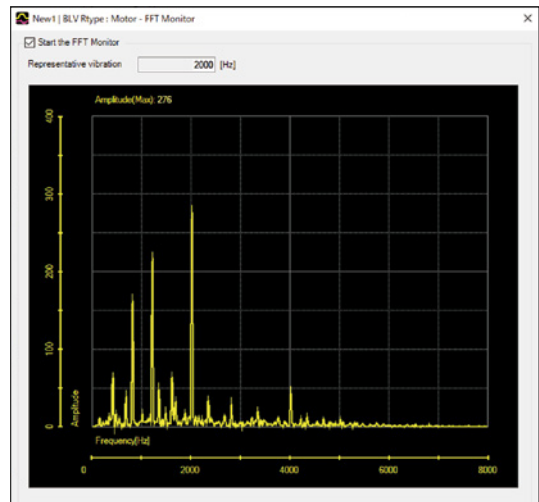 New1 | BLV Rtype : Motor - FFT Monitor
Start the FFT Monitor
Representative vibration 2000 [Hz]
Amplitude(Max): 276
400
300
200
100
0
Amplitude
Frequency[Hz]
0 2000 4000 6000 8000